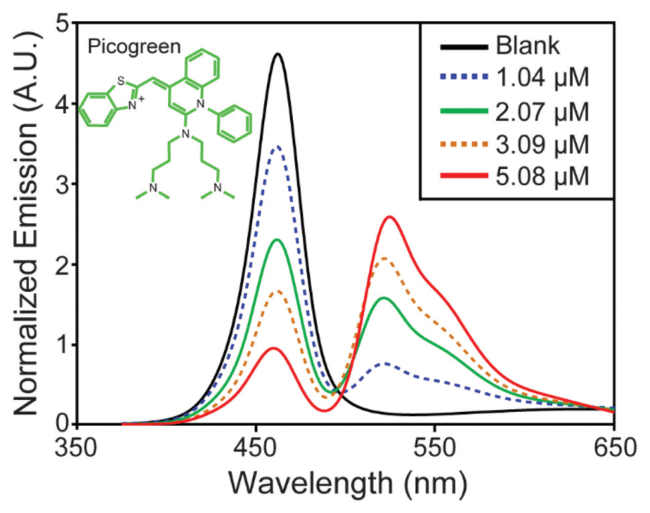 Normalized Emission (A.U.)
5
4
3
2
1
0
Picogreen
S
N
+
N
N
N
N
Blank
1.04 µM
2.07 µM
3.09 µM
5.08 µM
350
450
550
650
Wavelength (nm)